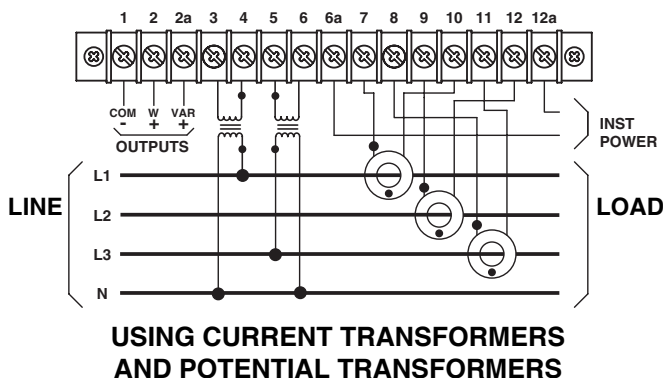 1 2 2a 3 4 5 6 6a 7 8 9 10 11 12 12a
COM W VAR
- + +
OUTPUTS
INST
POWER
L1
LINE L2 LOAD
L3
N
USING CURRENT TRANSFORMERS
AND POTENTIAL TRANSFORMERS